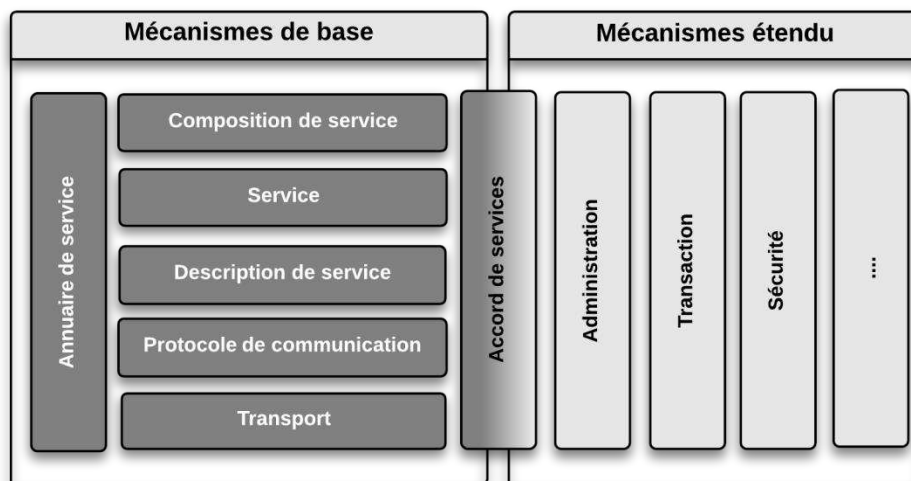 Mécanismes de base
Mécanismes étendu
Annuaire de service
Composition de service
Service
Description de service
Protocole de communication
Transport
Accord de services
Administration
Transaction
Sécurité
....